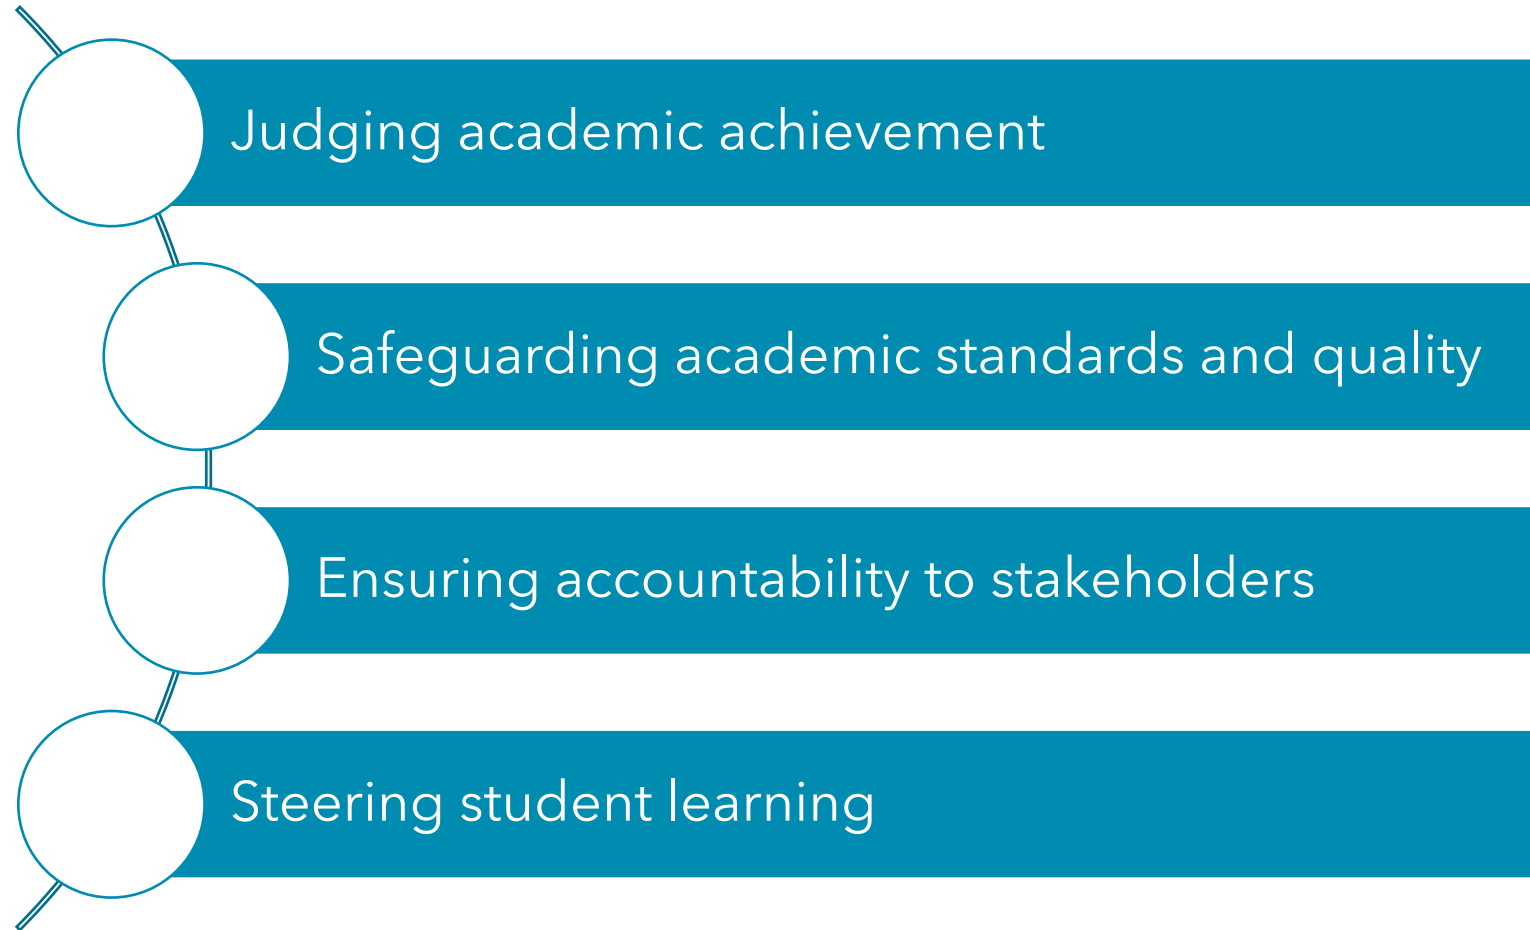 Judging academic achievement
Safeguarding academic standards and quality
Ensuring accountability to stakeholders
Steering student learning